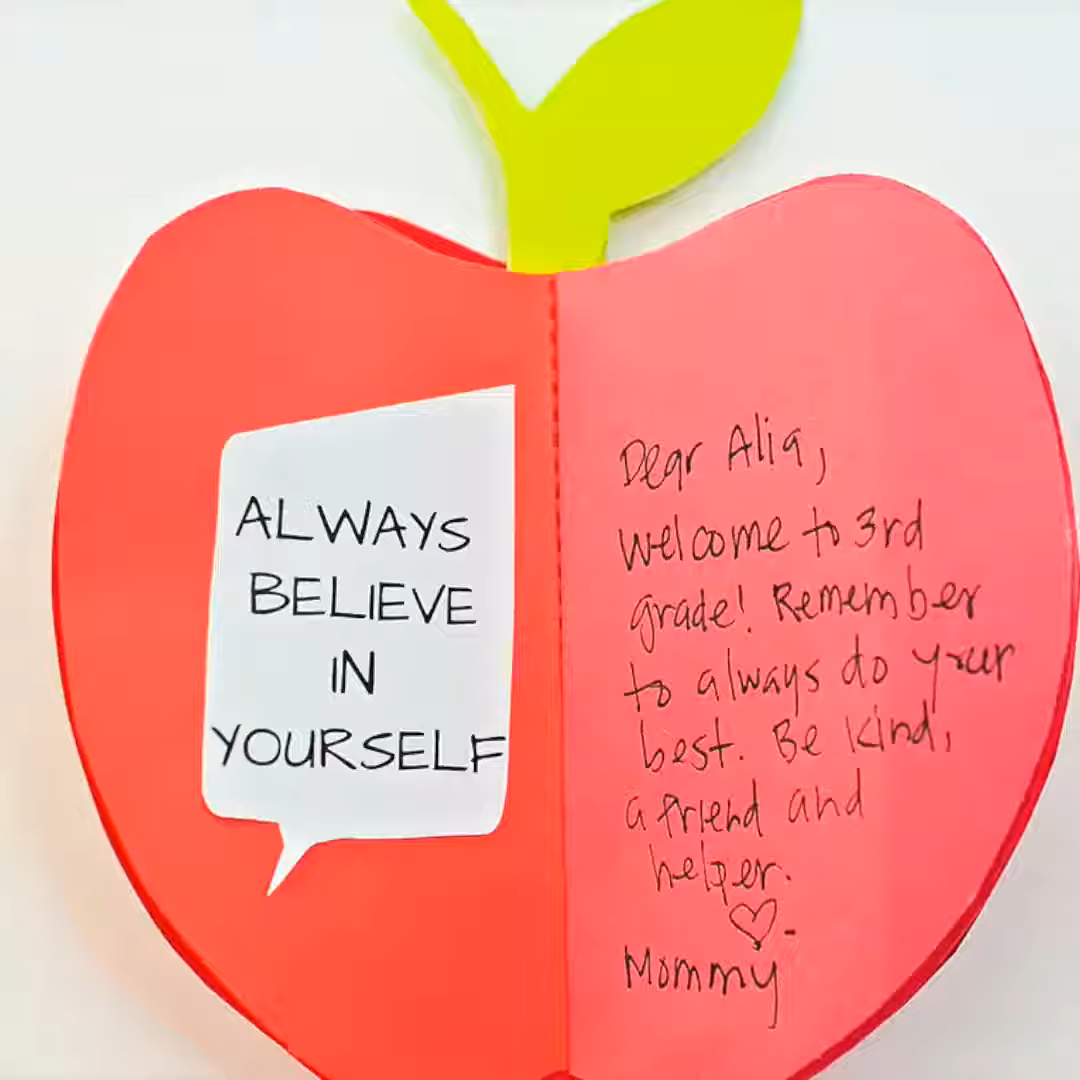 ALWAYS
BELIEVE
IN
YOURSELF
Dear Alia,
welcome to 3rd
grade! Remember
to always do your
best. Be kind,
a friend and
helper.
♡-
Mommy